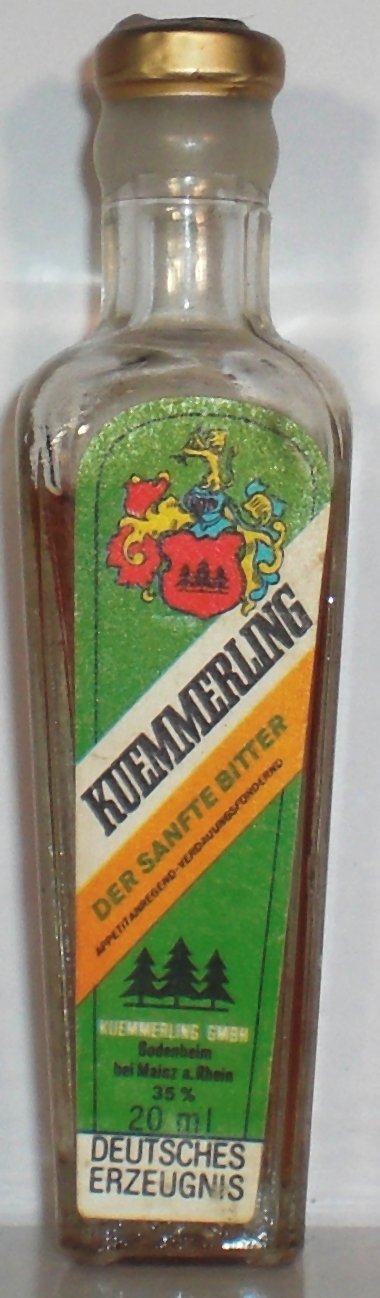 KUEMMERLING
DER SANFTE BITTER
APPETITANREGEND-VERDAUUNGSFÖRDERND
KUEMMERLING GMBH
Bodenheim
bei Mainz a. Rhein
35 %
20 ml
DEUTSCHES
ERZEUGNIS